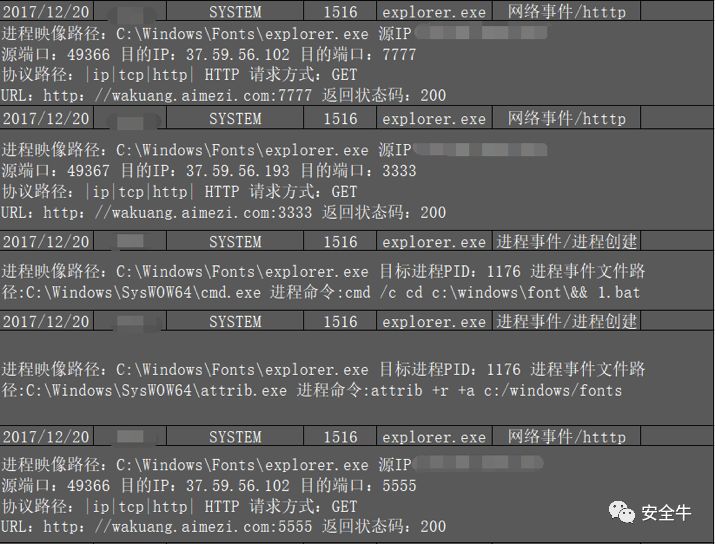 2017/12/20 SYSTEM 1516 explorer.exe 网络事件/htttp
进程映像路径：C:\Windows\Fonts\explorer.exe 源IP
源端口：49366 目的IP：37.59.56.102 目的端口：7777
协议路径：|ip|tcp|http| HTTP 请求方式：GET
URL：http：//wakuang.aimezi.com:7777 返回状态码：200
2017/12/20 SYSTEM 1516 explorer.exe 网络事件/htttp
进程映像路径：C:\Windows\Fonts\explorer.exe 源IP
源端口：49367 目的IP：37.59.56.193 目的端口：3333
协议路径：|ip|tcp|http| HTTP 请求方式：GET
URL：http：//wakuang.aimezi.com:3333 返回状态码：200
2017/12/20 SYSTEM 1516 explorer.exe 进程事件/进程创建
进程映像路径：C:\Windows\Fonts\explorer.exe 目标进程PID：1176 进程事件文件路
径:C:\Windows\SysWOW64\cmd.exe 进程命令:cmd /c cd c:\windows\font\&& 1.bat
2017/12/20 SYSTEM 1516 explorer.exe 进程事件/进程创建
进程映像路径：C:\Windows\Fonts\explorer.exe 目标进程PID：1176 进程事件文件路
径:C:\Windows\SysWOW64\attrib.exe 进程命令:attrib +r +a c:/windows/fonts
2017/12/20 SYSTEM 1516 explorer.exe 网络事件/htttp
进程映像路径：C:\Windows\Fonts\explorer.exe 源IP
源端口：49366 目的IP：37.59.56.102 目的端口：5555
协议路径：|ip|tcp|http| HTTP 请求方式：GET
URL：http：//wakuang.aimezi.com:5555 返回状态码：200
安全牛